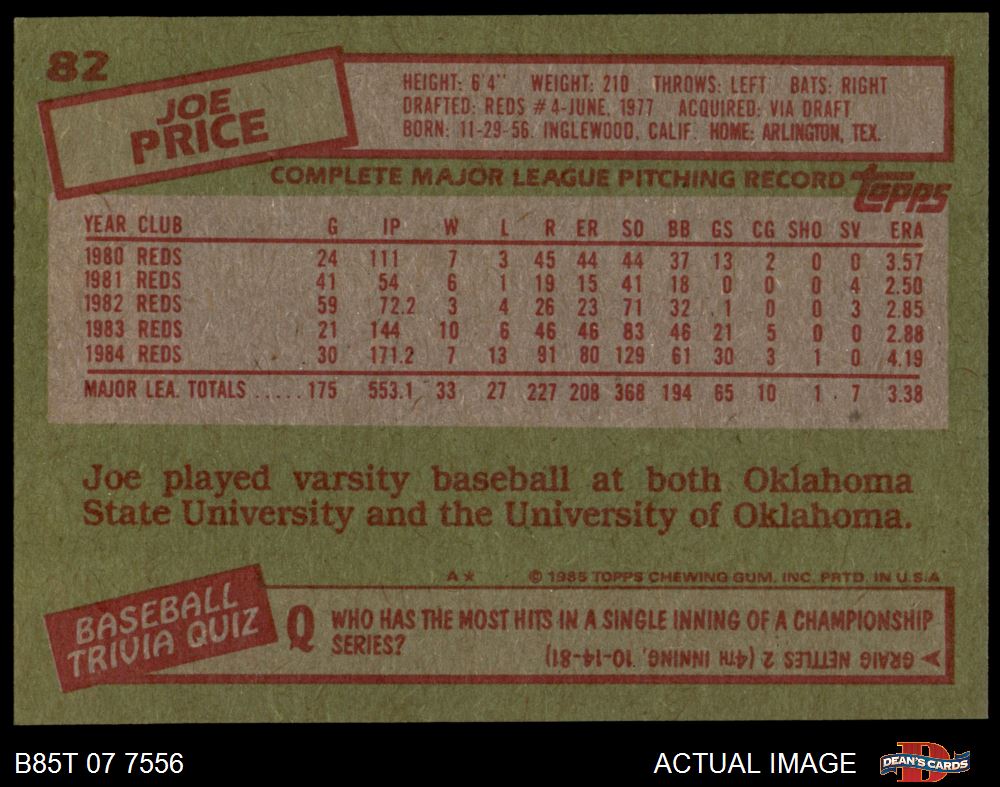 82
JOE
PRICE
HEIGHT: 6'4" WEIGHT: 210 THROWS: LEFT BATS: RIGHT
DRAFTED: REDS #4-JUNE, 1977 ACQUIRED: VIA DRAFT
BORN: 11-29-56, INGLEWOOD, CALIF. HOME: ARLINGTON, TEX.
COMPLETE MAJOR LEAGUE PITCHING RECORD Topps
YEAR CLUB G IP W L R ER SO BB GS CG SHO SV ERA
1980 REDS 24 111 7 3 45 44 44 37 13 2 0 0 3.57
1981 REDS 41 54 6 1 19 15 41 18 0 0 0 4 2.50
1982 REDS 59 72.2 3 4 26 23 71 32 1 0 0 3 2.85
1983 REDS 21 144 10 6 46 46 83 46 21 5 0 0 2.88
1984 REDS 30 171.2 7 13 91 80 129 61 30 3 1 0 4.19
MAJOR LEA. TOTALS .....175 553.1 33 27 227 208 368 194 65 10 1 7 3.38
Joe played varsity baseball at both Oklahoma
State University and the University of Oklahoma.
A* © 1985 TOPPS CHEWING GUM, INC. PRTD. IN U.S.A
BASEBALL
TRIVIA QUIZ
Q WHO HAS THE MOST HITS IN A SINGLE INNING OF A CHAMPIONSHIP
SERIES?
GRAIG NETTLES 2 (4TH INNING, 10-14-81)
B85T 07 7556
ACTUAL IMAGE
D
DEAN'S CARDS